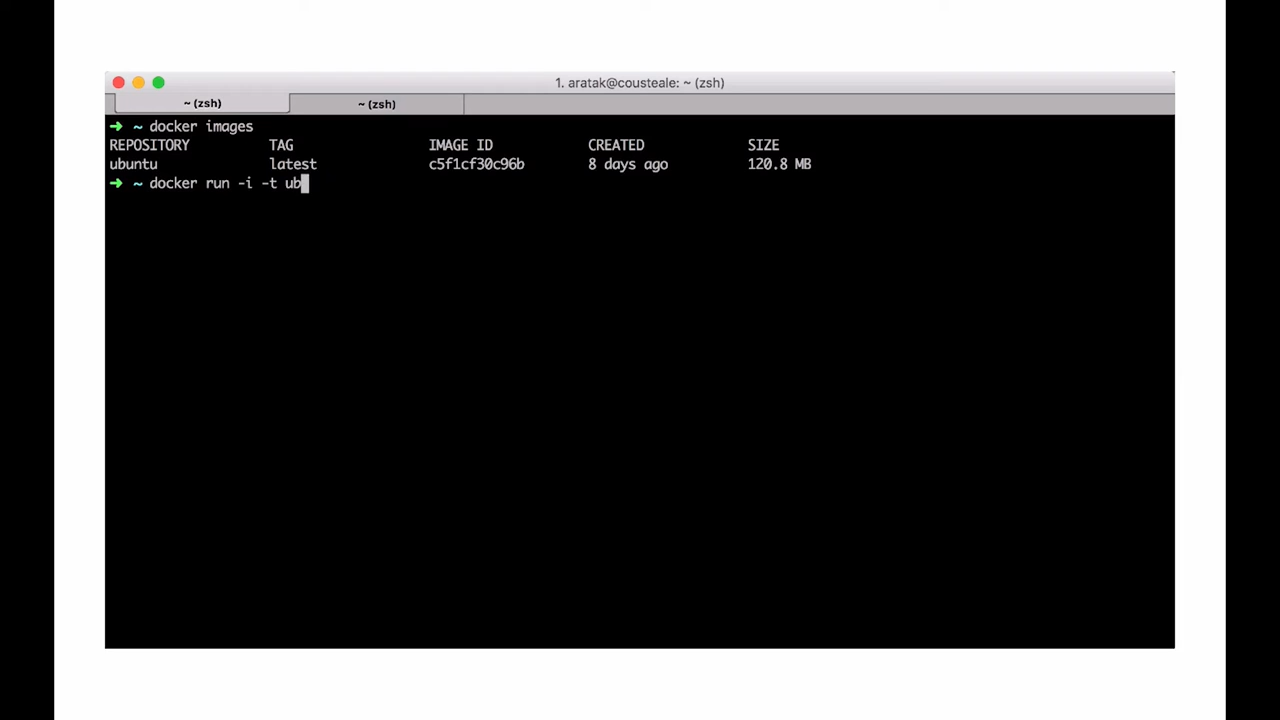 1. aratak@cousteale: ~ (zsh)
~ (zsh) ~ (zsh)
➜ ~ docker images
REPOSITORY TAG IMAGE ID CREATED SIZE
ubuntu latest c5f1cf30c96b 8 days ago 120.8 MB
➜ ~ docker run -i -t ub